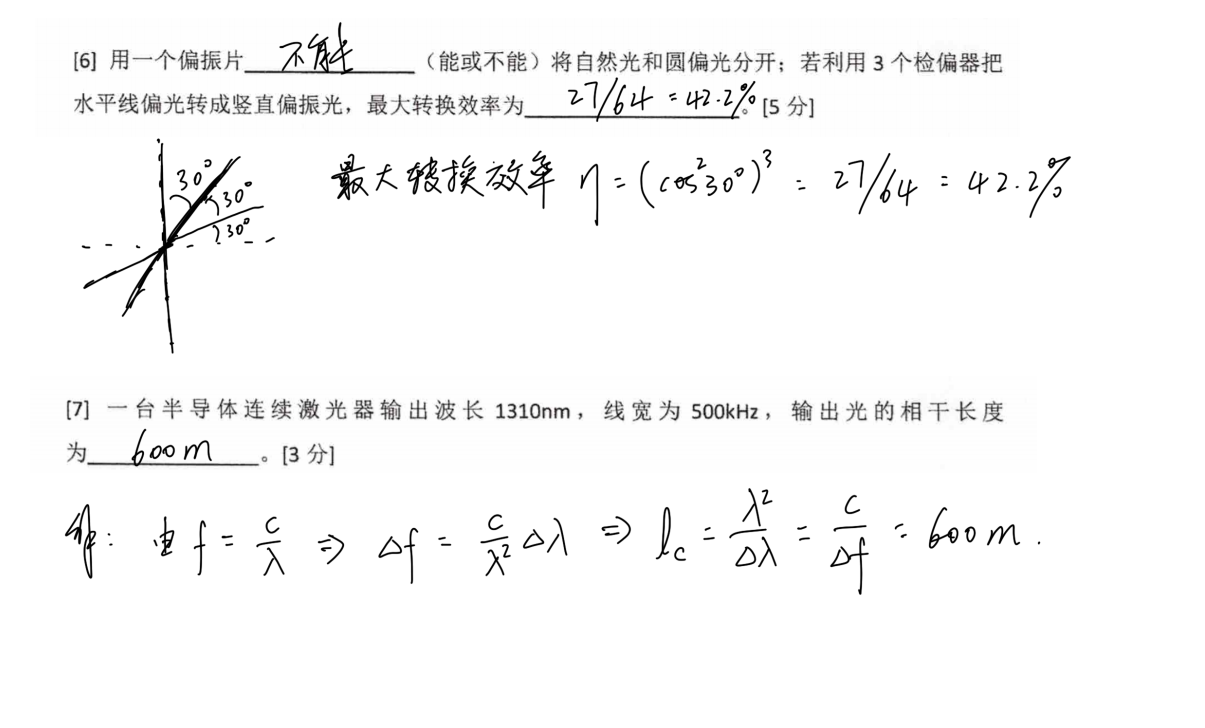 [6] 用一个偏振片 不能 （能或不能）将自然光和圆偏光分开；若利用 3 个检偏器把
水平线偏光转成竖直偏振光，最大转换效率为 27/64 = 42.2% 。[5 分]
30°
30°
30°
最大转换效率 η = (cos²30°)³ = 27/64 = 42.2%
[7] 一台半导体连续激光器输出波长 1310nm，线宽为 500kHz，输出光的相干长度
为 600m 。[3 分]
解： 由 f = c/λ ⇒ Δf = c/λ² Δλ ⇒ lc = λ²/Δλ = c/Δf = 600m.